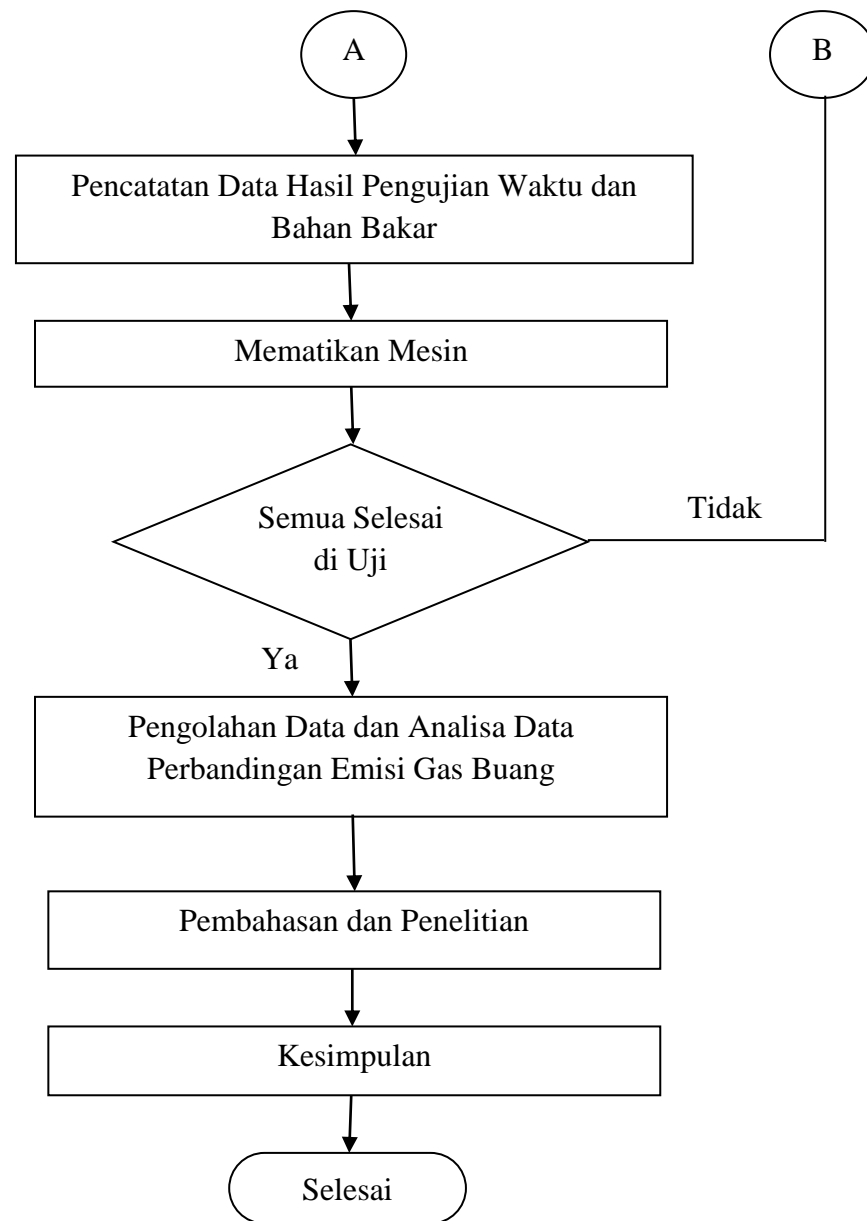 A
B
Pencatatan Data Hasil Pengujian Waktu dan
Bahan Bakar
Mematikan Mesin
Semua Selesai
di Uji
Tidak
Ya
Pengolahan Data dan Analisa Data
Perbandingan Emisi Gas Buang
Pembahasan dan Penelitian
Kesimpulan
Selesai